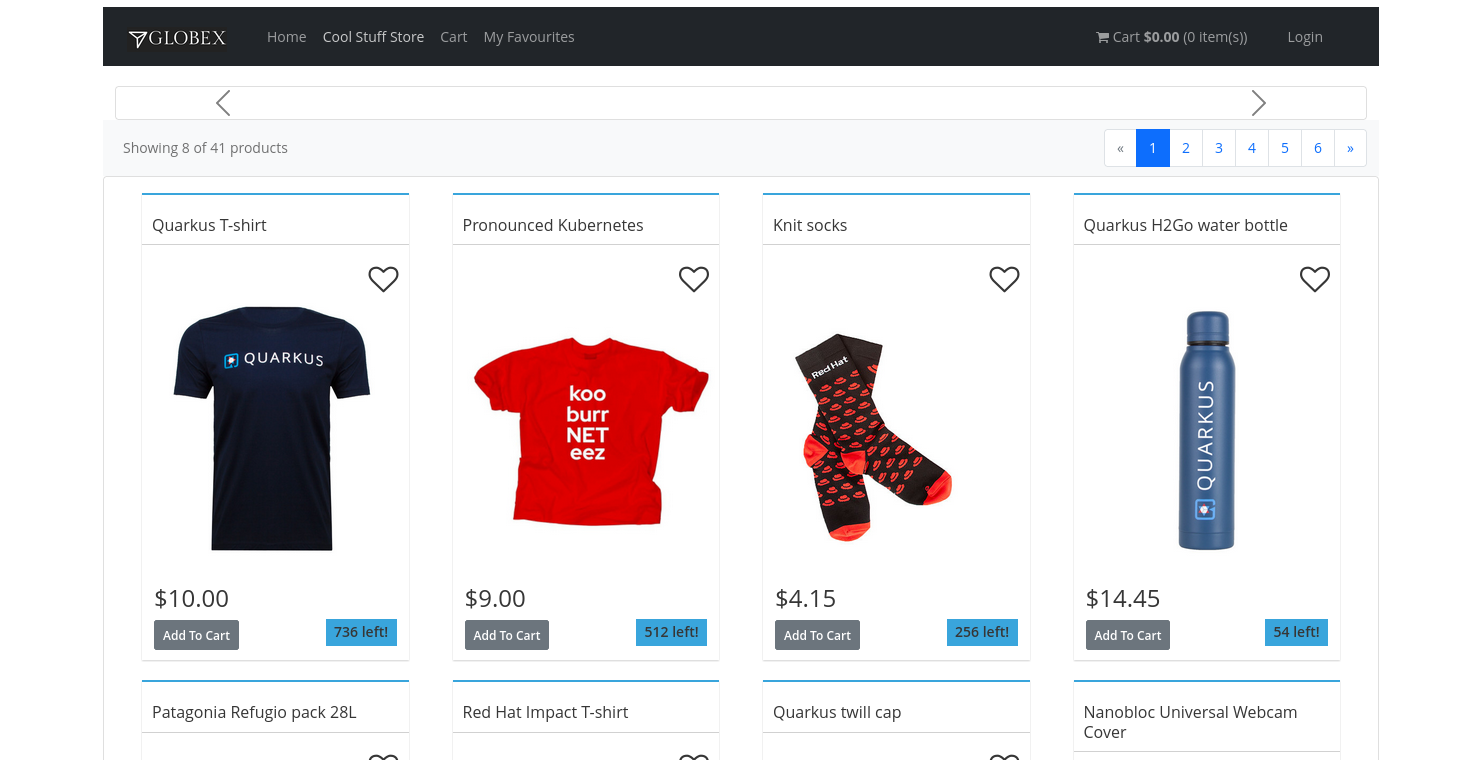 GLOBEX Home Cool Stuff Store Cart My Favourites Cart $0.00 (0 item(s)) Login
Showing 8 of 41 products « 1 2 3 4 5 6 »
Quarkus T-shirt Pronounced Kubernetes Knit socks Quarkus H2Go water bottle
QUARKUS
koo
burr
NET
eez
Red Hat
QUARKUS
$10.00 $9.00 $4.15 $14.45
Add To Cart 736 left! Add To Cart 512 left! Add To Cart 256 left! Add To Cart 54 left!
Patagonia Refugio pack 28L Red Hat Impact T-shirt Quarkus twill cap Nanobloc Universal Webcam
Cover